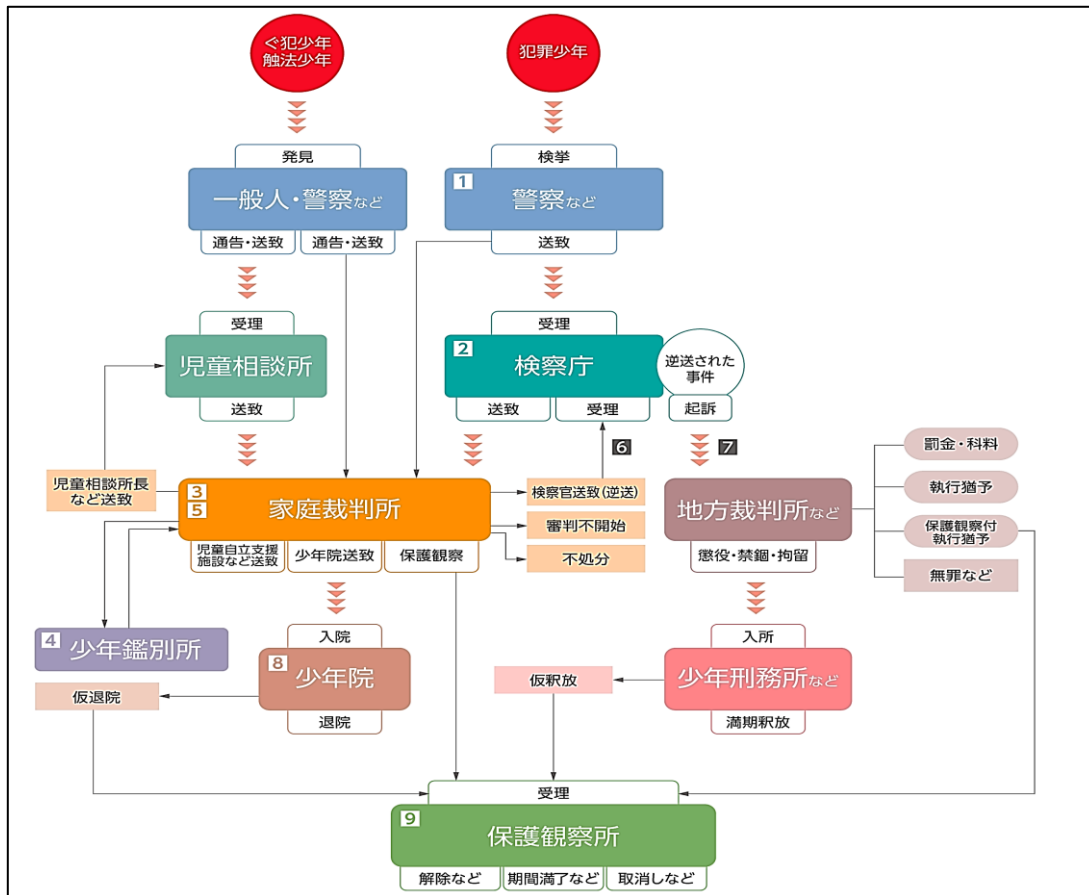 ぐ犯少年
触法少年
犯罪少年
発見
検挙
一般人・警察など
1
警察など
通告・送致
通告・送致
送致
受理
受理
児童相談所
2
検察庁
逆送された
事件
送致
送致
受理
起訴
6
7
罰金・科料
児童相談所長
など送致
3
5
家庭裁判所
検察官送致(逆送)
地方裁判所など
執行猶予
審判不開始
保護観察付
執行猶予
児童自立支援
施設など送致
少年院送致
保護観察
不処分
懲役・禁錮・拘留
無罪など
4
少年鑑別所
入院
入所
8
少年院
仮退院
仮釈放
少年刑務所など
退院
満期釈放
受理
9
保護観察所
解除など
期間満了など
取消しなど